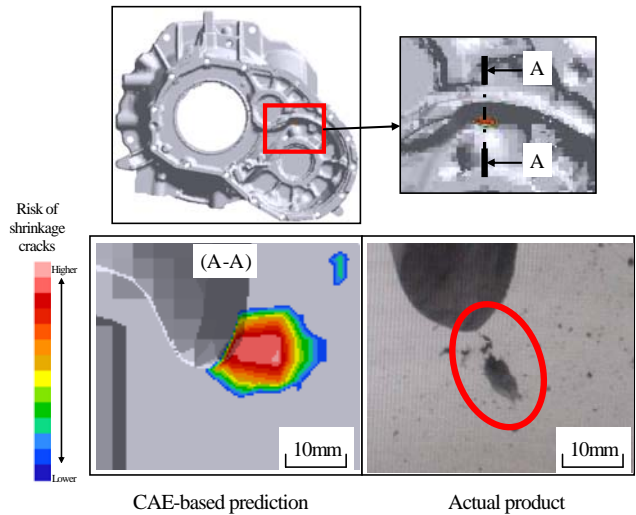 A
A
Risk of
shrinkage
cracks
Higher
Lower
(A-A)
10mm
10mm
CAE-based prediction
Actual product